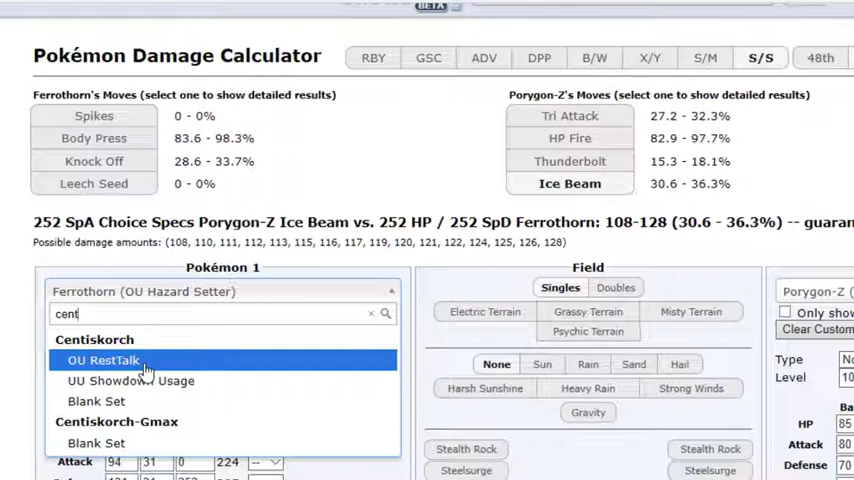 BETA
Pokémon Damage Calculator RBY GSC ADV DPP B/W X/Y S/M S/S 48th
Ferrothorn's Moves (select one to show detailed results) Porygon-Z's Moves (select one to show detailed results)
Spikes 0 - 0% Tri Attack 27.2 - 32.3%
Body Press 83.6 - 98.3% HP Fire 82.9 - 97.7%
Knock Off 28.6 - 33.7% Thunderbolt 15.3 - 18.1%
Leech Seed 0 - 0% Ice Beam 30.6 - 36.3%
252 SpA Choice Specs Porygon-Z Ice Beam vs. 252 HP / 252 SpD Ferrothorn: 108-128 (30.6 - 36.3%) -- guaran
Possible damage amounts: (108, 110, 111, 112, 113, 115, 116, 117, 119, 120, 121, 122, 124, 125, 126, 128)
Pokémon 1 Field
Ferrothorn (OU Hazard Setter) Singles Doubles Porygon-Z (
cent × Only show
Electric Terrain Grassy Terrain Misty Terrain Clear Custom
Centiskorch Psychic Terrain
OU RestTalk None Sun Rain Sand Hail Type No
UU Showdown Usage Harsh Sunshine Heavy Rain Strong Winds Level 10
Blank Set Gravity Ba
Centiskorch-Gmax HP 85
Blank Set Stealth Rock Stealth Rock Attack 80
Attack 94 31 0 224 -- Steelsurge Steelsurge Defense 70